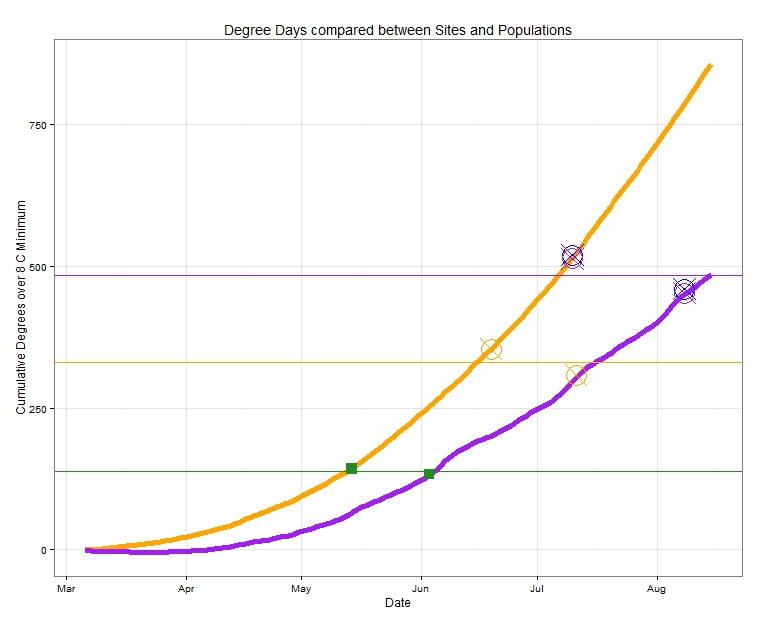 Degree Days compared between Sites and Populations
Cumulative Degrees over 8 C Minimum
750
500
250
0
Mar Apr May Jun Jul Aug
Date